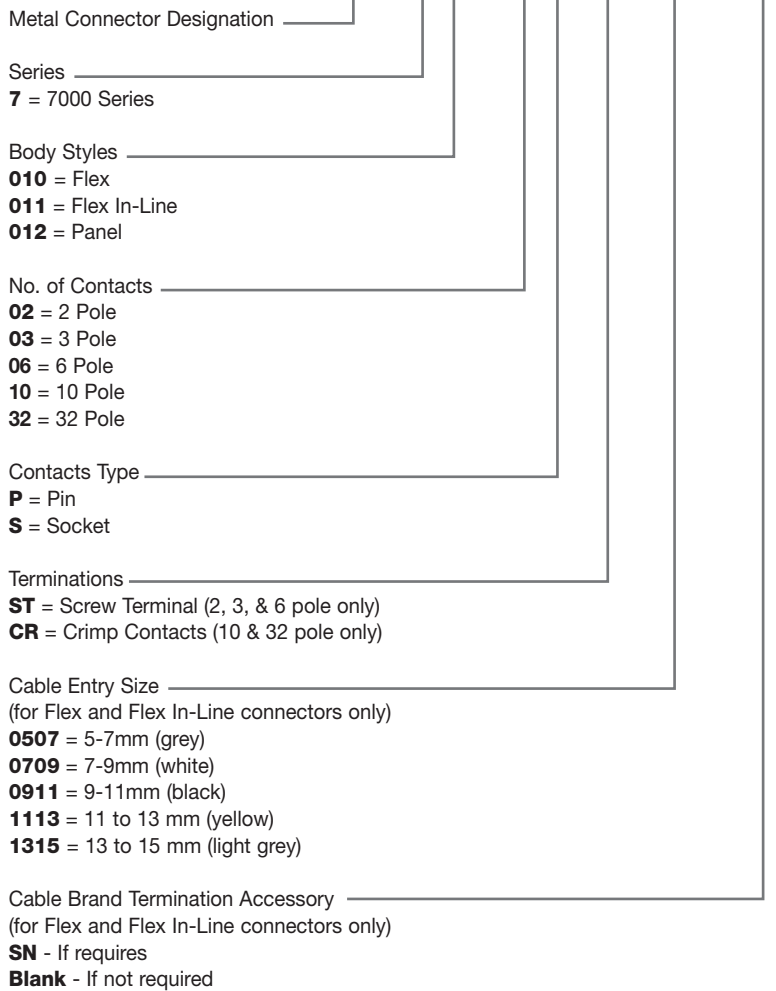 Metal Connector Designation
Series
7 = 7000 Series
Body Styles
010 = Flex
011 = Flex In-Line
012 = Panel
No. of Contacts
02 = 2 Pole
03 = 3 Pole
06 = 6 Pole
10 = 10 Pole
32 = 32 Pole
Contacts Type
P = Pin
S = Socket
Terminations
ST = Screw Terminal (2, 3, & 6 pole only)
CR = Crimp Contacts (10 & 32 pole only)
Cable Entry Size
(for Flex and Flex In-Line connectors only)
0507 = 5-7mm (grey)
0709 = 7-9mm (white)
0911 = 9-11mm (black)
1113 = 11 to 13 mm (yellow)
1315 = 13 to 15 mm (light grey)
Cable Brand Termination Accessory
(for Flex and Flex In-Line connectors only)
SN - If requires
Blank - If not required